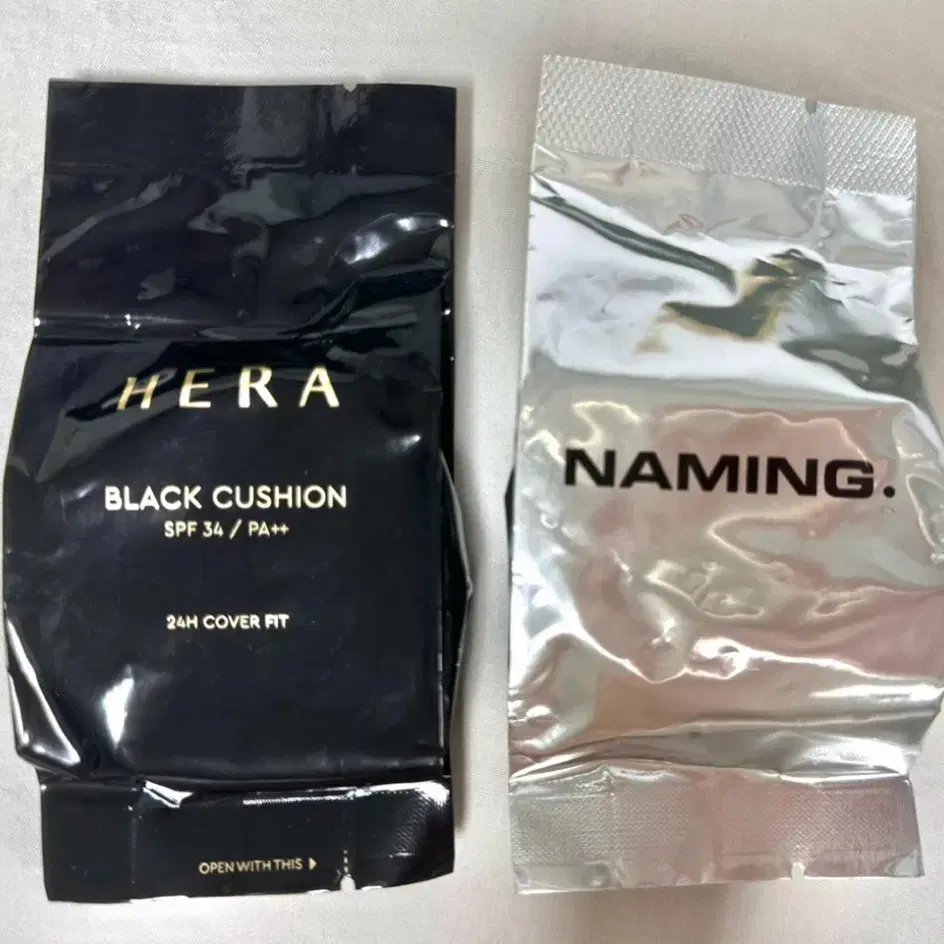 HERA
BLACK CUSHION
SPF 34 / PA++
24H COVER FIT
OPEN WITH THIS ▶
NAMING.